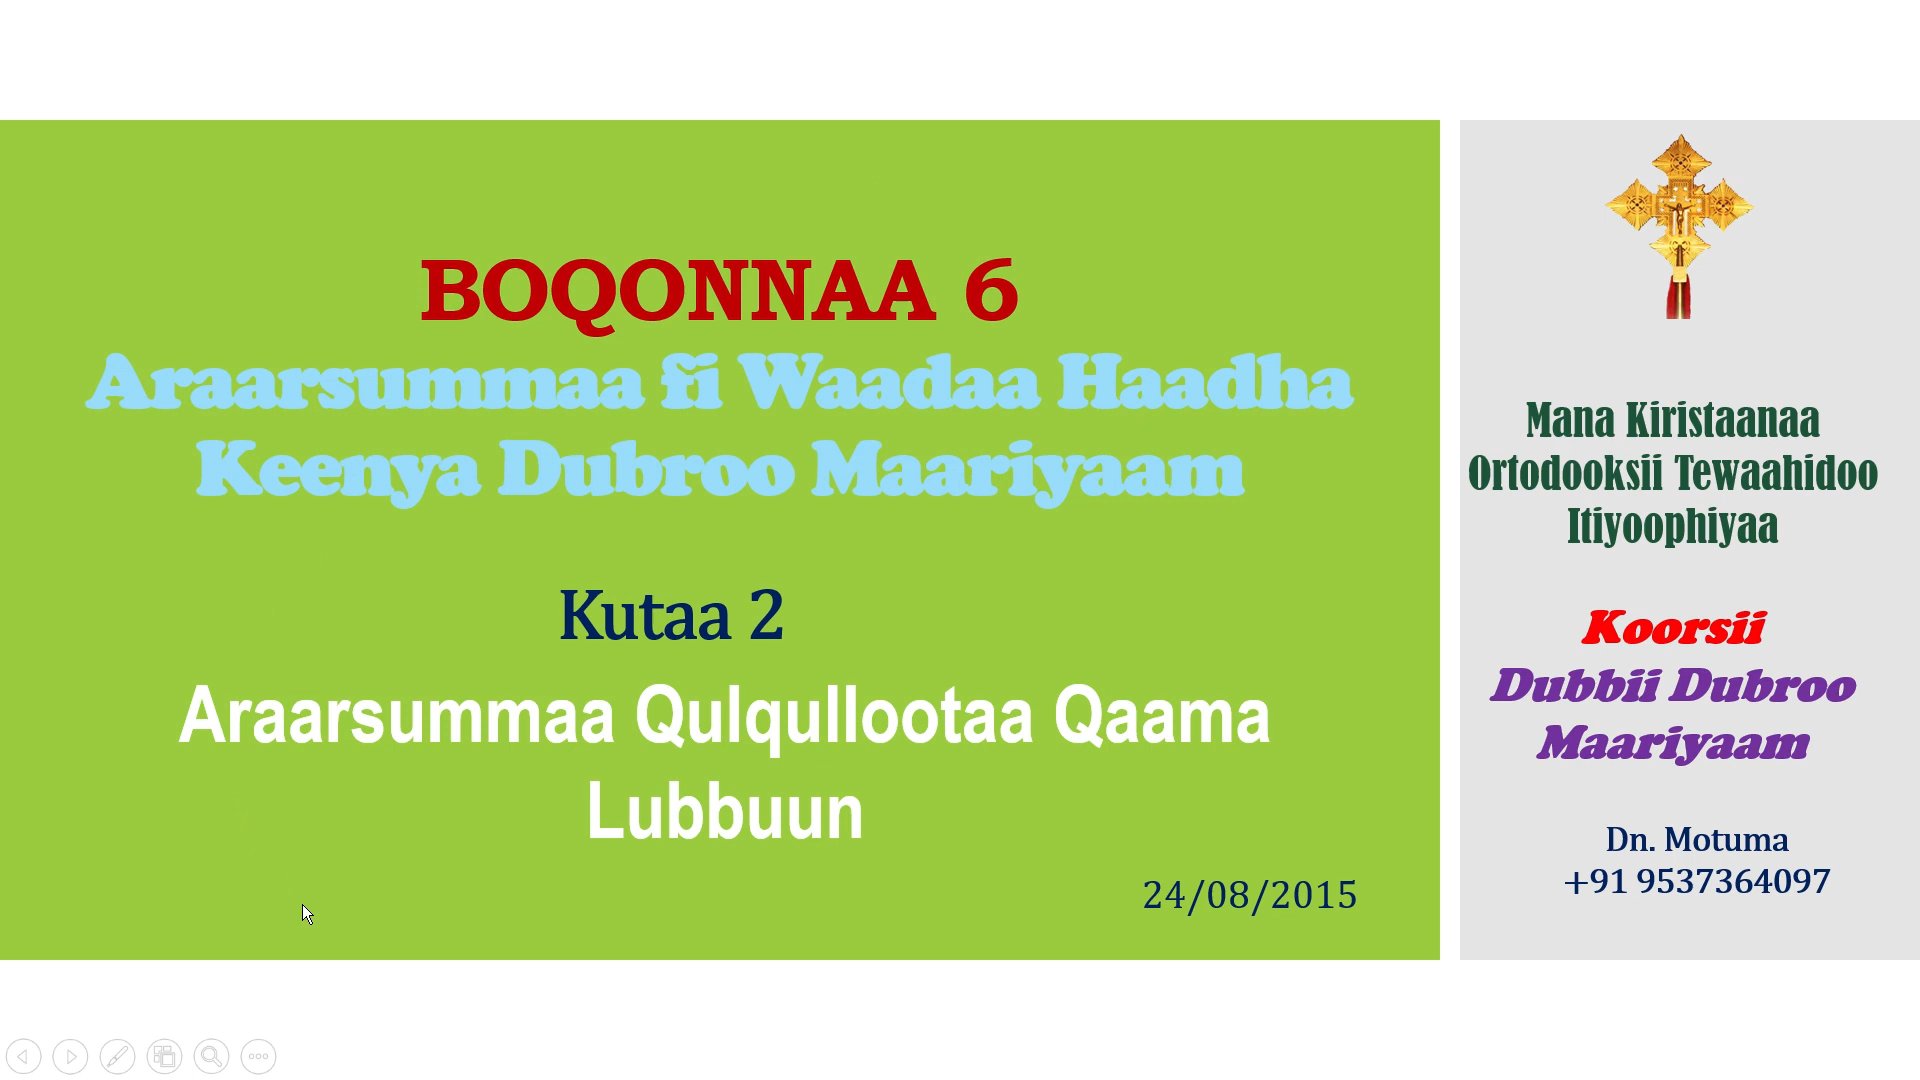 BOQONNAA 6
Araarsummaa fi Waadaa Haadha
Keenya Dubroo Maariyaam
Kutaa 2
Araarsummaa Qulqullootaa Qaama
Lubbuun
24/08/2015
Mana Kiristaanaa
Ortodooksii Tewaahidoo
Itiyoophiyaa
Koorsii
Dubbii Dubroo
Maariyaam
Dn. Motuma
+91 9537364097